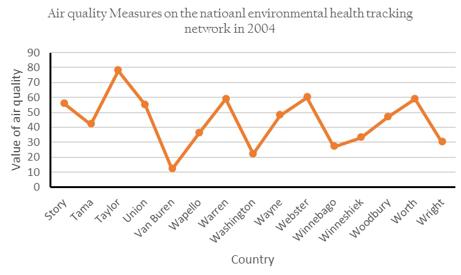 Air quality Measures on the natioanl environmental health tracking
network in 2004
Value of air quality
90
80
70
60
50
40
30
20
10
0
Story
Tama
Taylor
Union
Van Buren
Wapello
Warren
Washington
Wayne
Webster
Winnebago
Winneshiek
Woodbury
Worth
Wright
Country